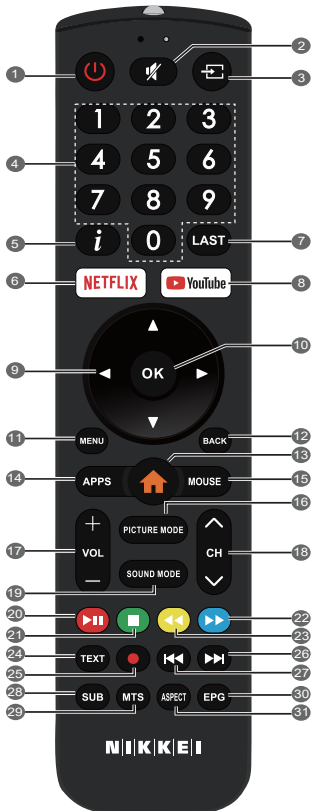 2
1
3
1 2 3
4
4 5 6
7 8 9
5 i 0 LAST 7
6 NETFLIX YouTube 8
9 OK 10
11 MENU BACK 12
13
14 APPS MOUSE 15
16
PICTURE MODE
17 VOL CH 18
SOUND MODE
19
20
21
22
23
24 TEXT 26
25 27
28 SUB MTS ASPECT EPG 30
29 31
NIKKEI